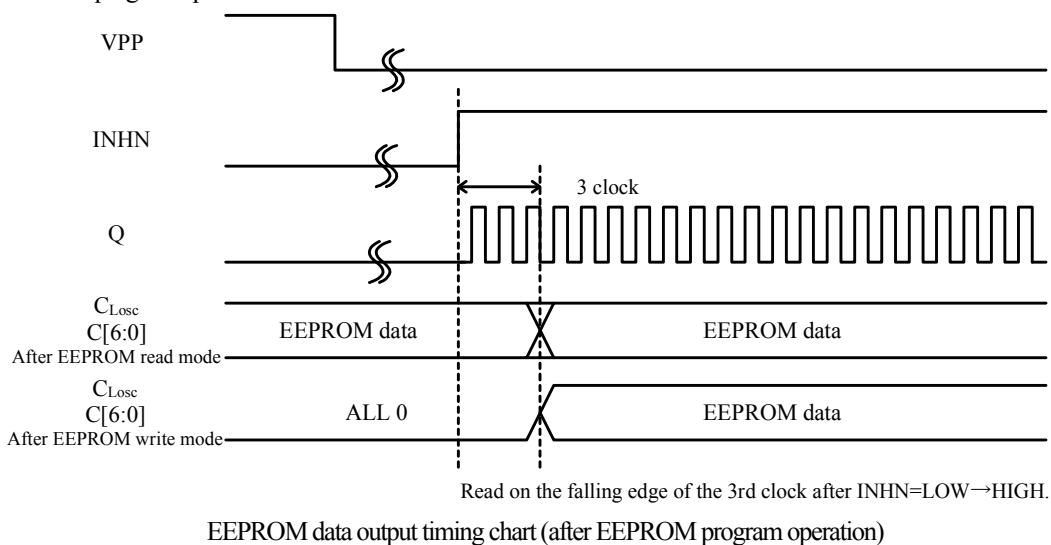 VPP
INHN
3 clock
Q
CLosc
C[6:0]
After EEPROM read mode
EEPROM data
EEPROM data
CLosc
C[6:0]
After EEPROM write mode
ALL 0
EEPROM data
Read on the falling edge of the 3rd clock after INHN=LOW→HIGH.
EEPROM data output timing chart (after EEPROM program operation)